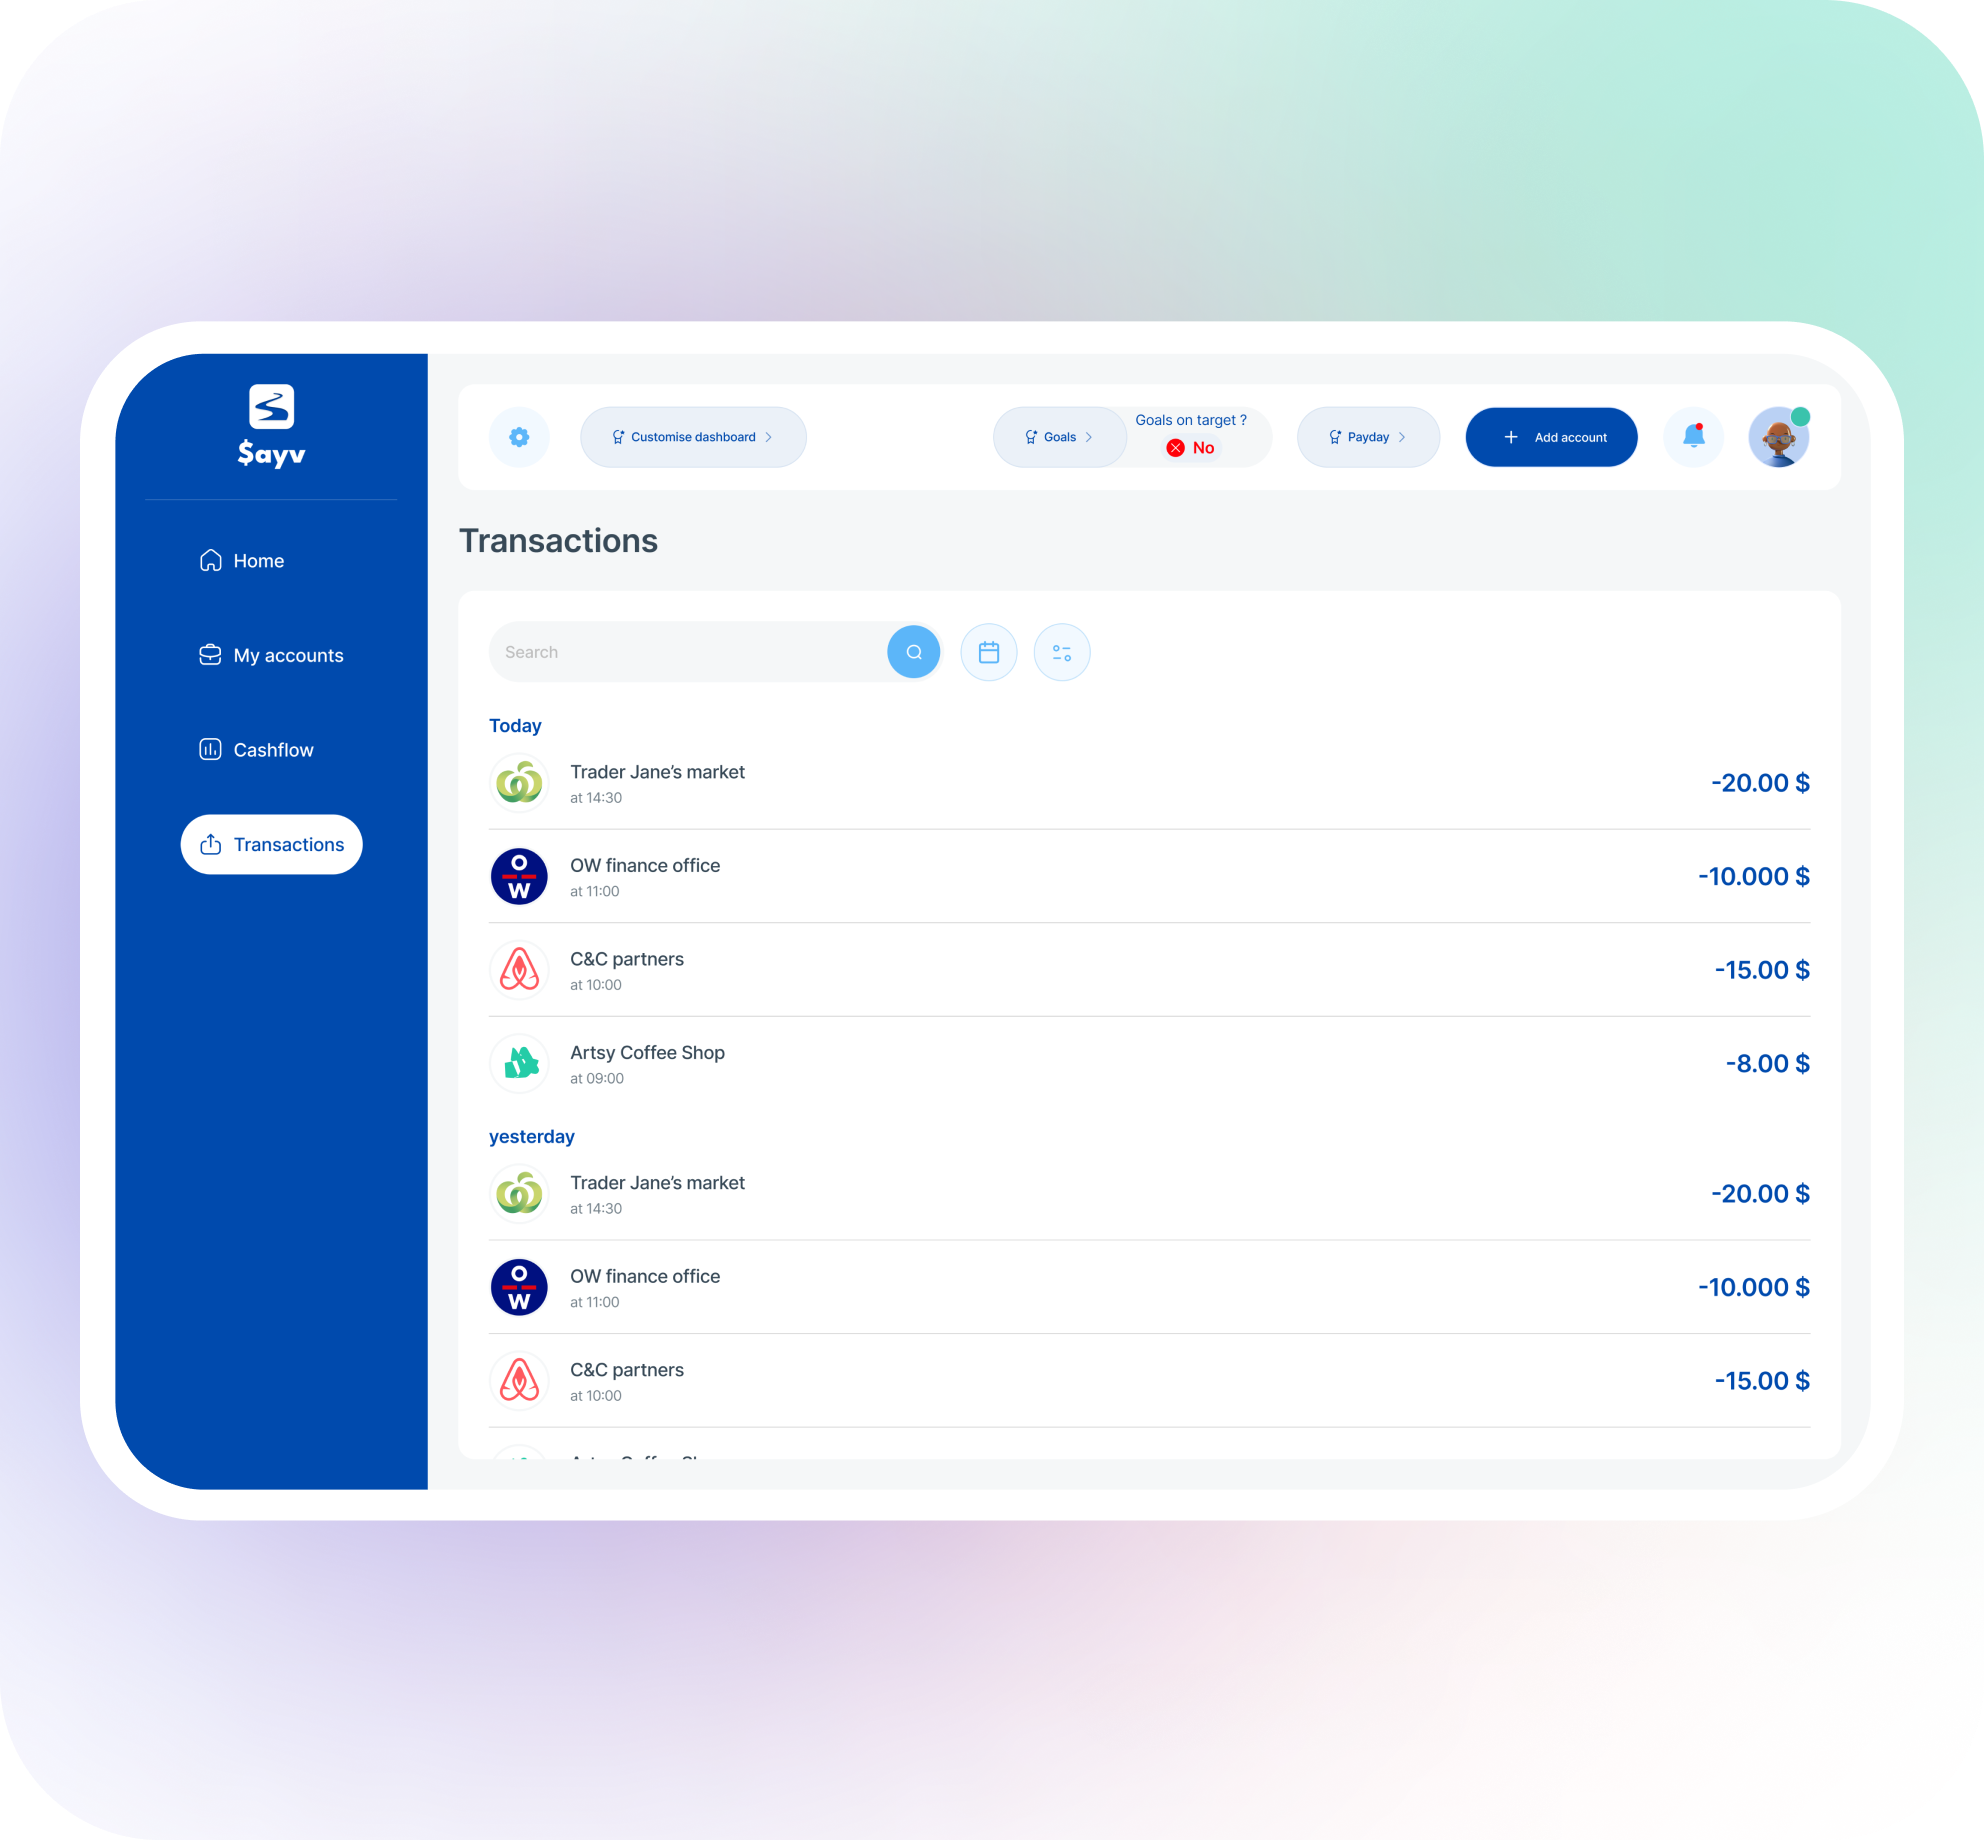 $ayv
Home
My accounts
Cashflow
Transactions
Customise dashboard
Goals
Goals on target ?
No
Payday
Add account
Transactions
Search
Today
Trader Jane's market
at 14:30
-20.00 $
OW finance office
at 11:00
-10.000 $
C&C partners
at 10:00
-15.00 $
Artsy Coffee Shop
at 09:00
-8.00 $
yesterday
Trader Jane's market
at 14:30
-20.00 $
OW finance office
at 11:00
-10.000 $
C&C partners
at 10:00
-15.00 $